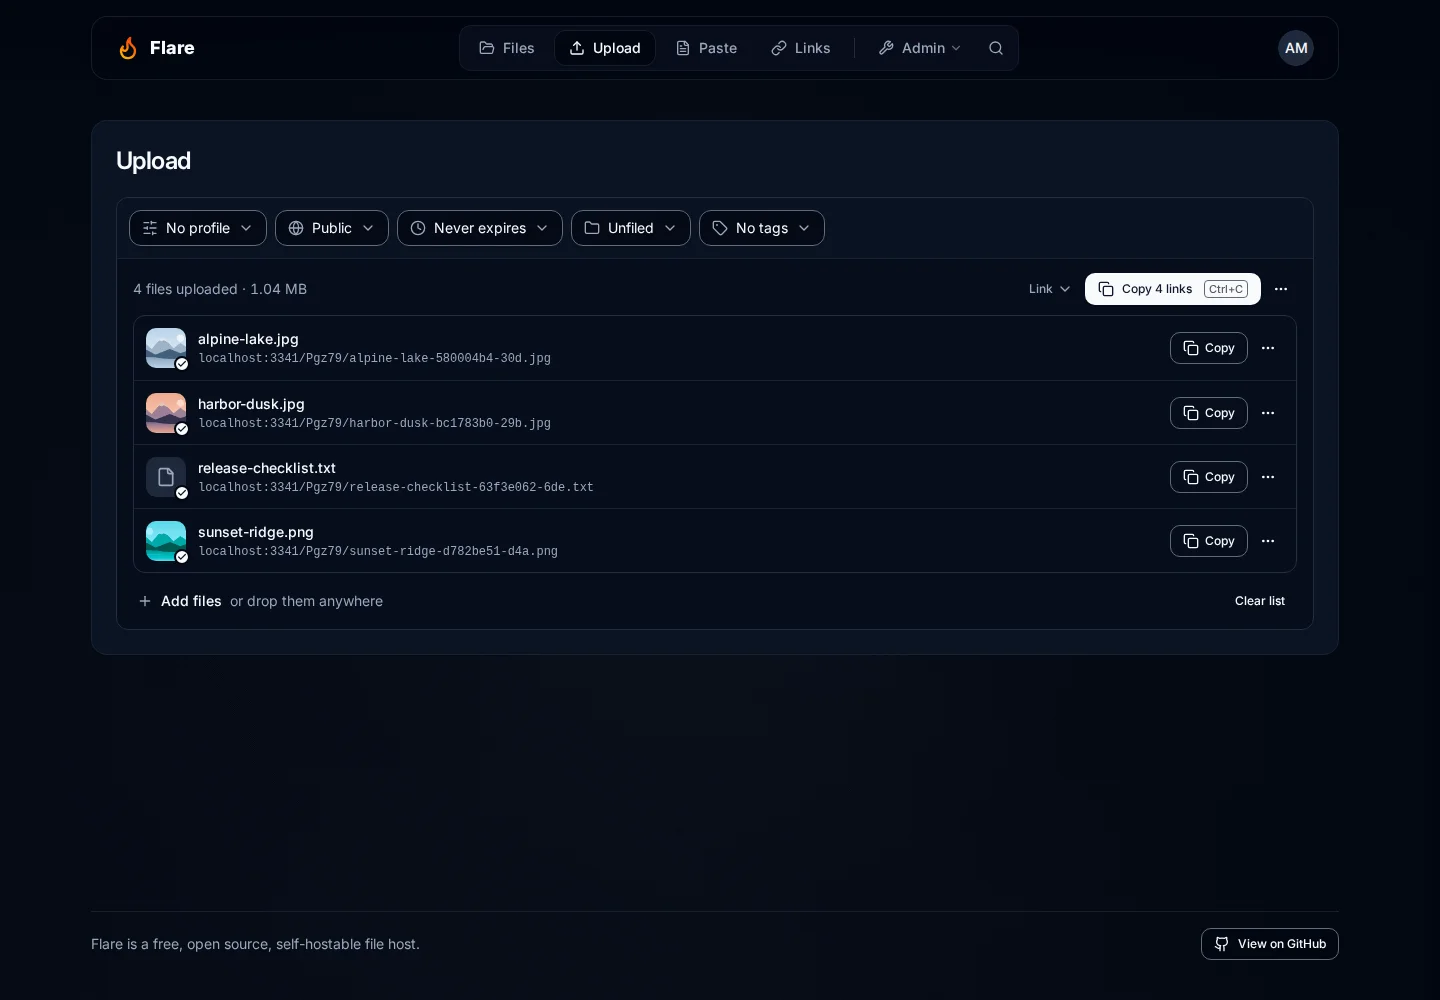 Flare
Files
Upload
Paste
Links
Admin
AM
Upload
No profile
Public
Never expires
Unfiled
No tags
4 files uploaded · 1.04 MB
Link
Copy 4 links
Ctrl+C
alpine-lake.jpg
localhost:3341/Pgz79/alpine-lake-580004b4-30d.jpg
Copy
harbor-dusk.jpg
localhost:3341/Pgz79/harbor-dusk-bc1783b0-29b.jpg
Copy
release-checklist.txt
localhost:3341/Pgz79/release-checklist-63f3e062-6de.txt
Copy
sunset-ridge.png
localhost:3341/Pgz79/sunset-ridge-d782be51-d4a.png
Copy
Add files or drop them anywhere
Clear list
Flare is a free, open source, self-hostable file host.
View on GitHub